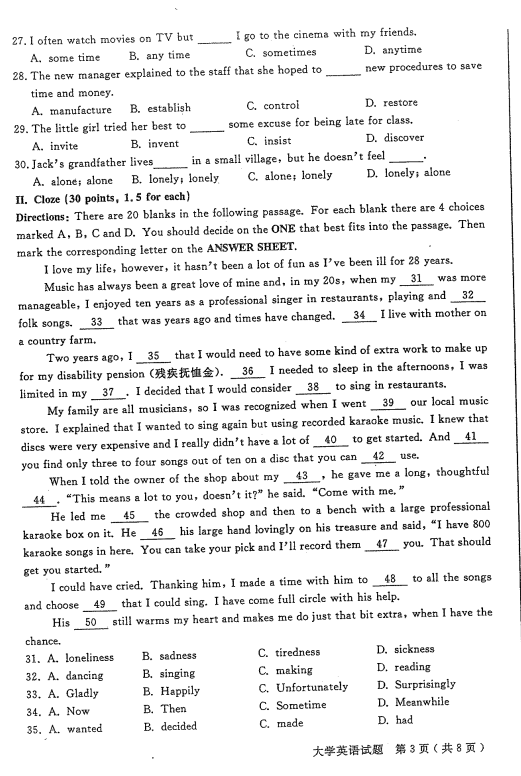 27. I often watch movies on TV but ______ I go to the cinema with my friends.
A. some time B. any time C. sometimes D. anytime
28. The new manager explained to the staff that she hoped to ______ new procedures to save
time and money.
A. manufacture B. establish C. control D. restore
29. The little girl tried her best to ______ some excuse for being late for class.
A. invite B. invent C. insist D. discover
30. Jack's grandfather lives______ in a small village, but he doesn't feel ______.
A. alone; alone B. lonely; lonely C. alone; lonely D. lonely; alone
II. Cloze (30 points, 1.5 for each)
Directions: There are 20 blanks in the following passage. For each blank there are 4 choices
marked A, B, C and D. You should decide on the ONE that best fits into the passage. Then
mark the corresponding letter on the ANSWER SHEET.
I love my life, however, it hasn't been a lot of fun as I've been ill for 28 years.
Music has always been a great love of mine and, in my 20s, when my 31 was more
manageable, I enjoyed ten years as a professional singer in restaurants, playing and 32
folk songs. 33 that was years ago and times have changed. 34 I live with mother on
a country farm.
Two years ago, I 35 that I would need to have some kind of extra work to make up
for my disability pension (残疾抚恤金). 36 I needed to sleep in the afternoons, I was
limited in my 37 . I decided that I would consider 38 to sing in restaurants.
My family are all musicians, so I was recognized when I went 39 our local music
store. I explained that I wanted to sing again but using recorded karaoke music. I knew that
discs were very expensive and I really didn't have a lot of 40 to get started. And 41
you find only three to four songs out of ten on a disc that you can 42 use.
When I told the owner of the shop about my 43 , he gave me a long, thoughtful
44 . "This means a lot to you, doesn't it?" he said. "Come with me."
He led me 45 the crowded shop and then to a bench with a large professional
karaoke box on it. He 46 his large hand lovingly on his treasure and said, "I have 800
karaoke songs in here. You can take your pick and I'll record them 47 you. That should
get you started."
I could have cried. Thanking him, I made a time with him to 48 to all the songs
and choose 49 that I could sing. I have come full circle with his help.
His 50 still warms my heart and makes me do just that bit extra, when I have the
chance.
31. A. loneliness B. sadness C. tiredness D. sickness
32. A. dancing B. singing C. making D. reading
33. A. Gladly B. Happily C. Unfortunately D. Surprisingly
34. A. Now B. Then C. Sometime D. Meanwhile
35. A. wanted B. decided C. made D. had
大学英语试题 第3页(共8页)